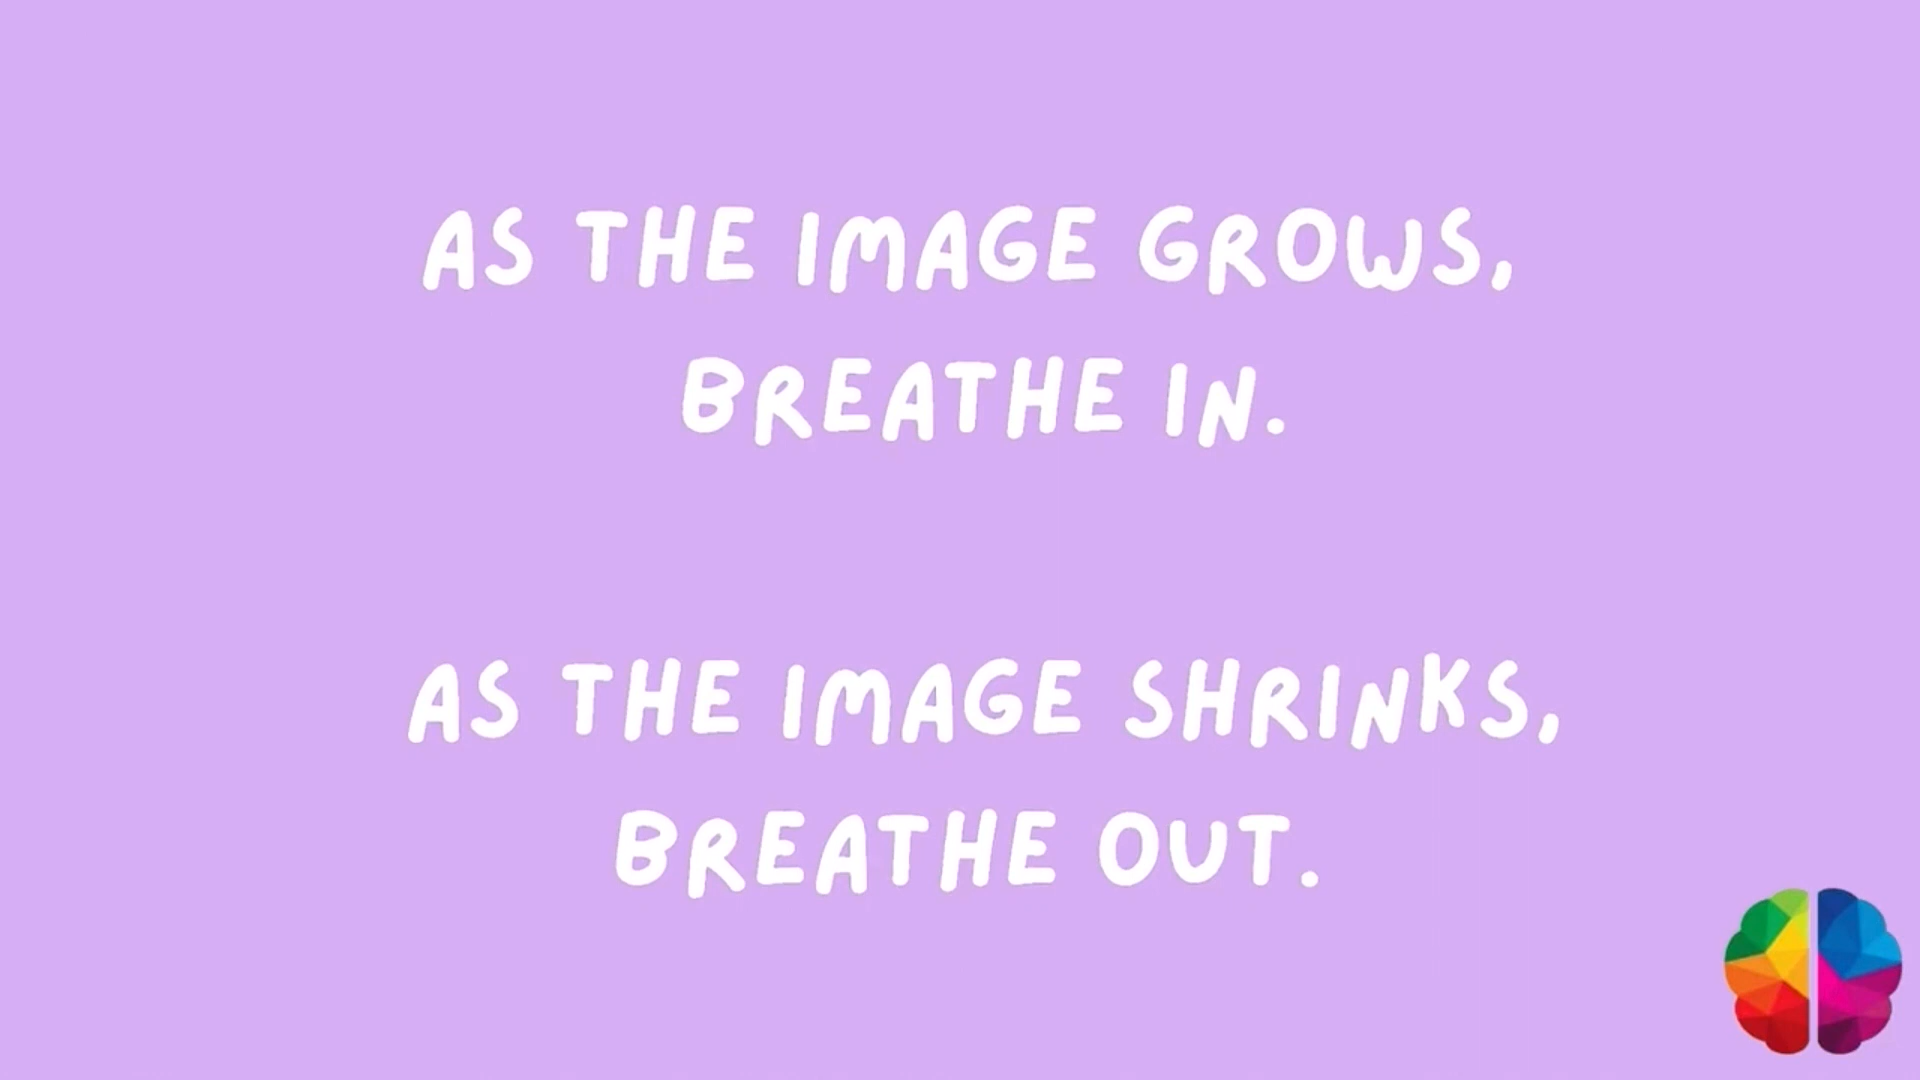 AS THE IMAGE GROWS,
BREATHE IN.
AS THE IMAGE SHRINKS,
BREATHE OUT.